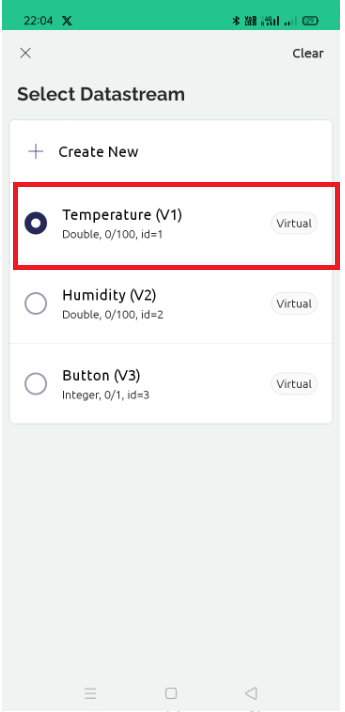 22:04
Clear
Select Datastream
Create New
Temperature (V1)
Double, 0/100, id=1
Virtual
Humidity (V2)
Double, 0/100, id=2
Virtual
Button (V3)
Integer, 0/1, id=3
Virtual